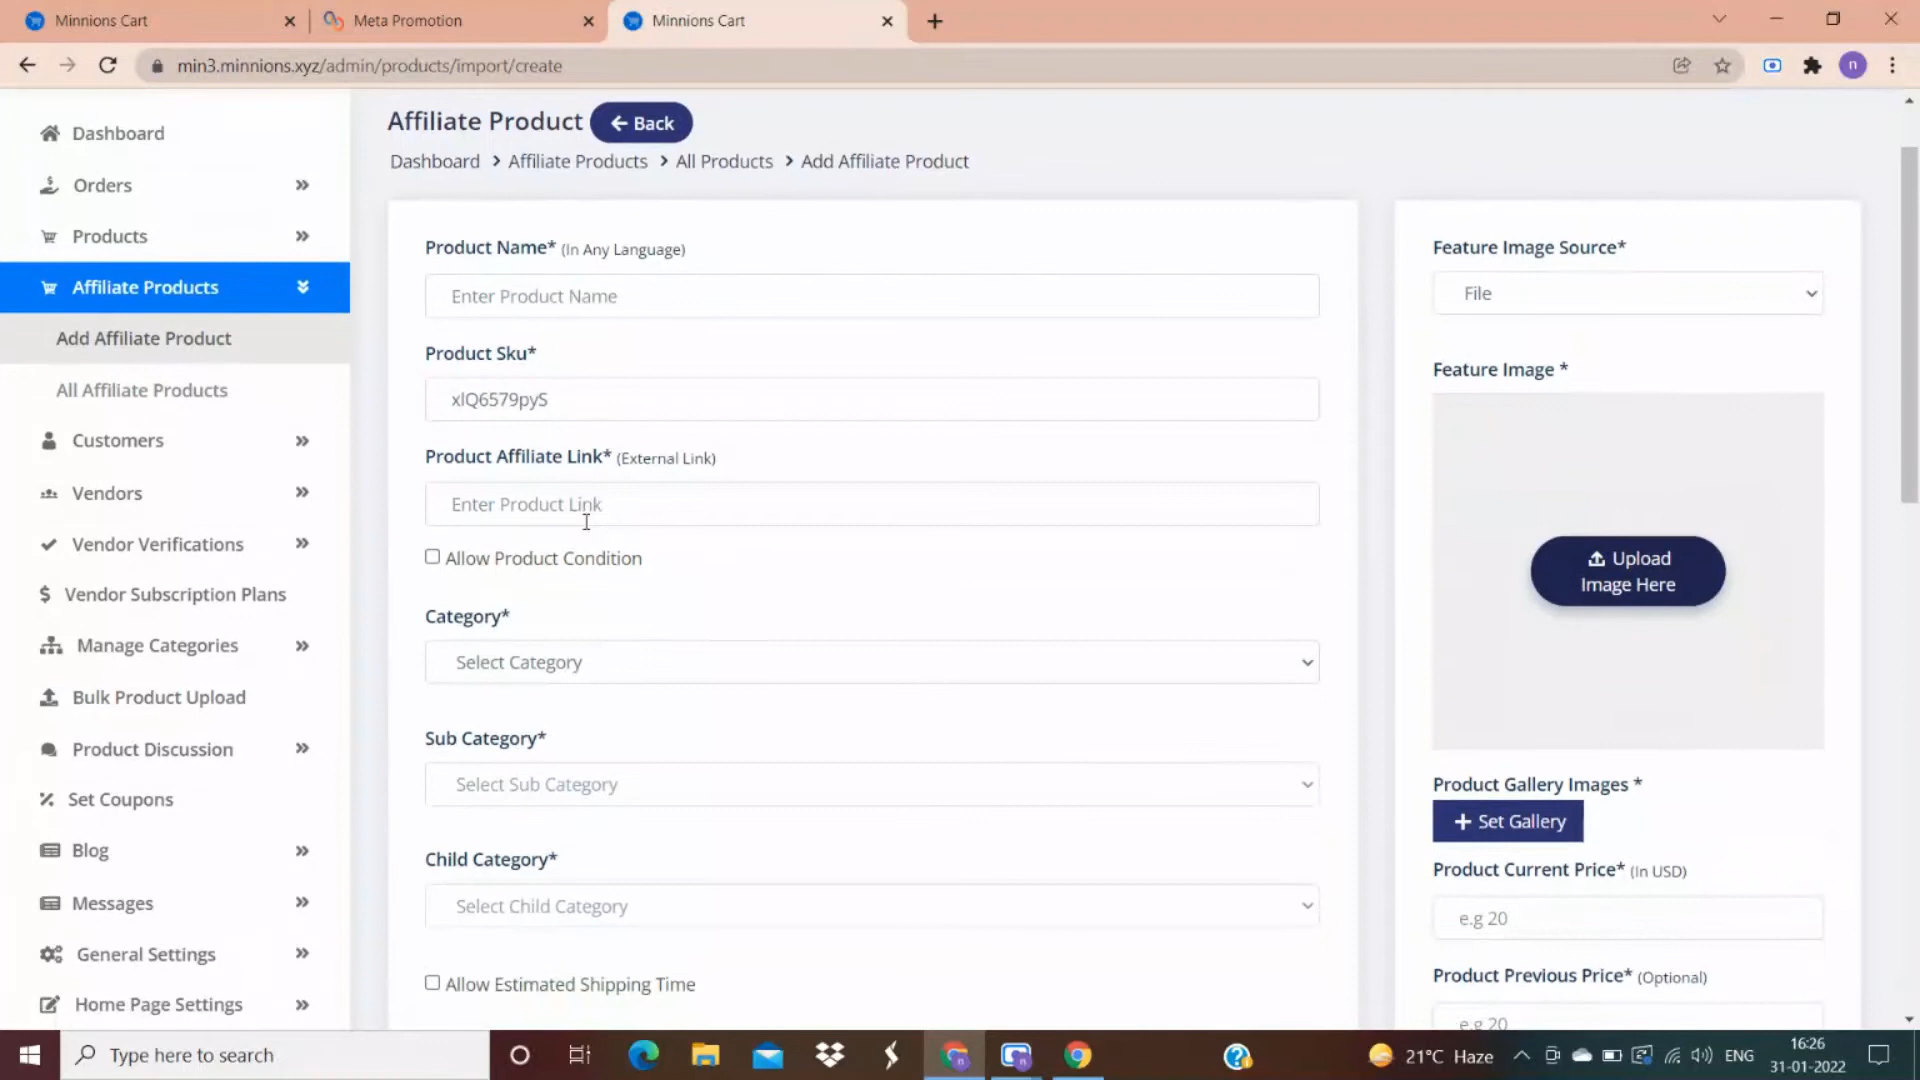 Minnions Cart
Meta Promotion
Minnions Cart
min3.minnions.xyz/admin/products/import/create
n
Dashboard
Orders
Products
Affiliate Products
Add Affiliate Product
All Affiliate Products
Customers
Vendors
Vendor Verifications
Vendor Subscription Plans
Manage Categories
Bulk Product Upload
Product Discussion
Set Coupons
Blog
Messages
General Settings
Home Page Settings
Affiliate Product
Back
Dashboard > Affiliate Products > All Products > Add Affiliate Product
Product Name* (In Any Language)
Enter Product Name
Product Sku*
xlQ6579pyS
Product Affiliate Link* (External Link)
Enter Product Link
Allow Product Condition
Category*
Select Category
Sub Category*
Select Sub Category
Child Category*
Select Child Category
Allow Estimated Shipping Time
Feature Image Source*
File
Feature Image *
Upload
Image Here
Product Gallery Images *
+ Set Gallery
Product Current Price* (In USD)
e.g 20
Product Previous Price* (Optional)
e.g 20
Type here to search
21°C Haze
ENG
16:26
31-01-2022